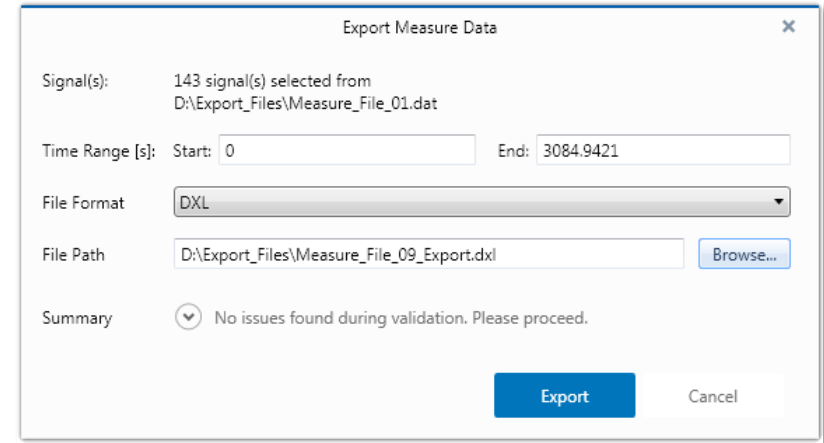 Export Measure Data
Signal(s): 143 signal(s) selected from
D:\Export_Files\Measure_File_01.dat
Time Range [s]: Start: 0 End: 3084.9421
File Format DXL
File Path D:\Export_Files\Measure_File_09_Export.dxl Browse...
Summary No issues found during validation. Please proceed.
Export Cancel